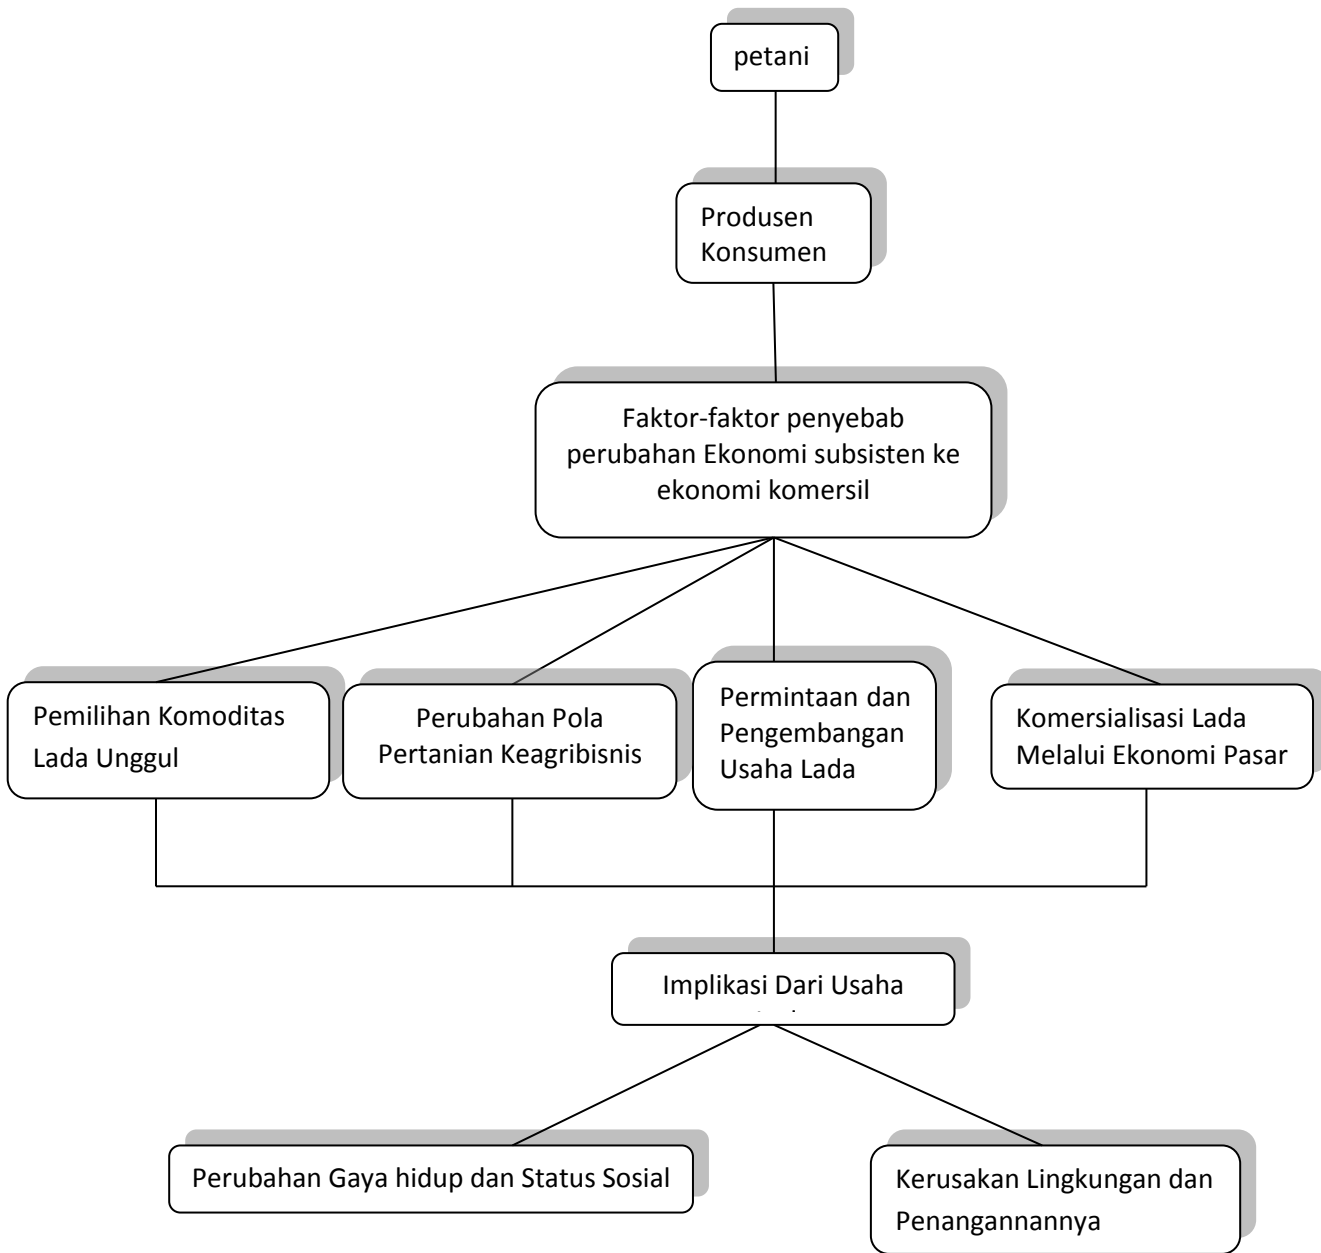 petani
Produsen
Konsumen
Faktor-faktor penyebab
perubahan Ekonomi subsisten ke
ekonomi komersil
Pemilihan Komoditas
Lada Unggul
Perubahan Pola
Pertanian Keagribisnis
Permintaan dan
Pengembangan
Usaha Lada
Komersialisasi Lada
Melalui Ekonomi Pasar
Implikasi Dari Usaha
Perubahan Gaya hidup dan Status Sosial
Kerusakan Lingkungan dan
Penangannannya